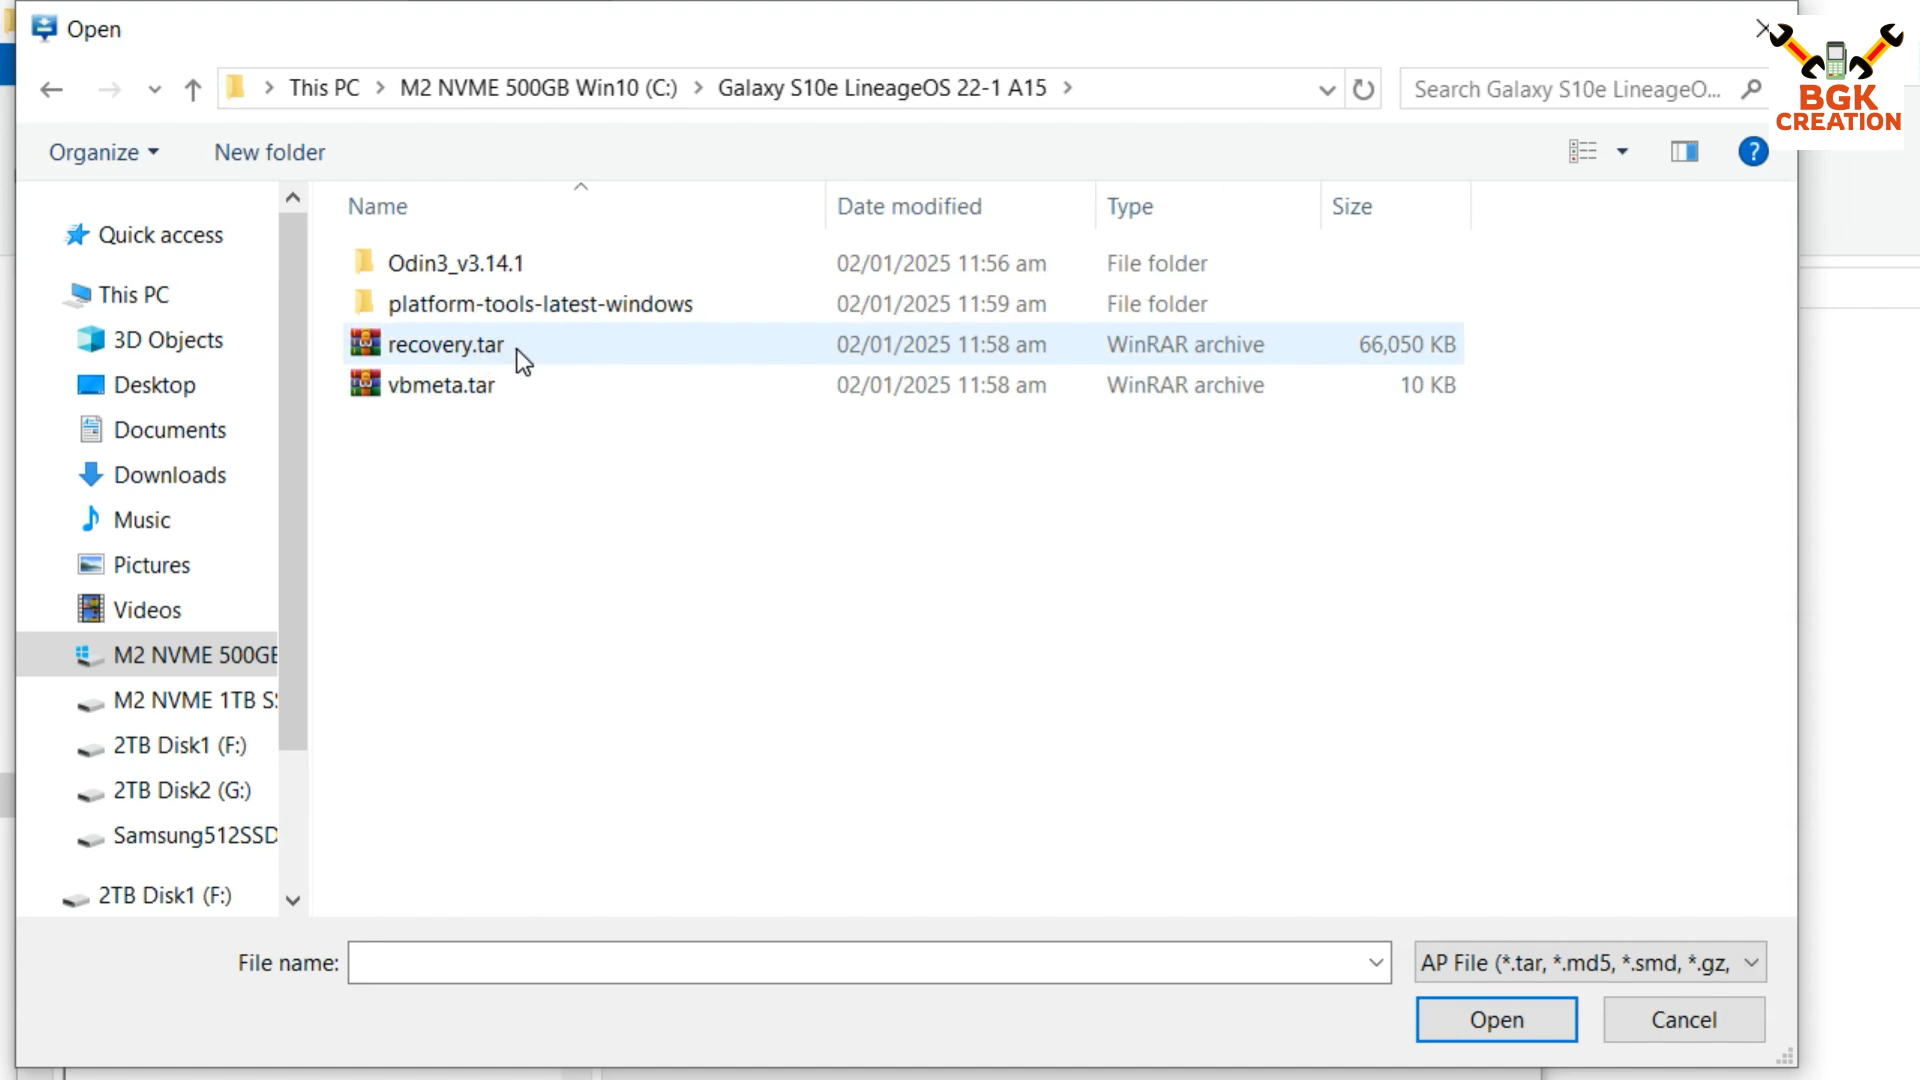 Open
This PC > M2 NVME 500GB Win10 (C:) > Galaxy S10e LineageOS 22-1 A15 >
Search Galaxy S10e LineageO...
BGK
CREATION
Organize
New folder
?
Name
Date modified
Type
Size
Odin3_v3.14.1 02/01/2025 11:56 am File folder
platform-tools-latest-windows 02/01/2025 11:59 am File folder
recovery.tar 02/01/2025 11:58 am WinRAR archive 66,050 KB
vbmeta.tar 02/01/2025 11:58 am WinRAR archive 10 KB
Quick access
This PC
3D Objects
Desktop
Documents
Downloads
Music
Pictures
Videos
M2 NVME 500GB
M2 NVME 1TB S
2TB Disk1 (F:)
2TB Disk2 (G:)
Samsung512SSD
2TB Disk1 (F:)
File name:
AP File (*.tar, *.md5, *.smd, *.gz,
Open
Cancel